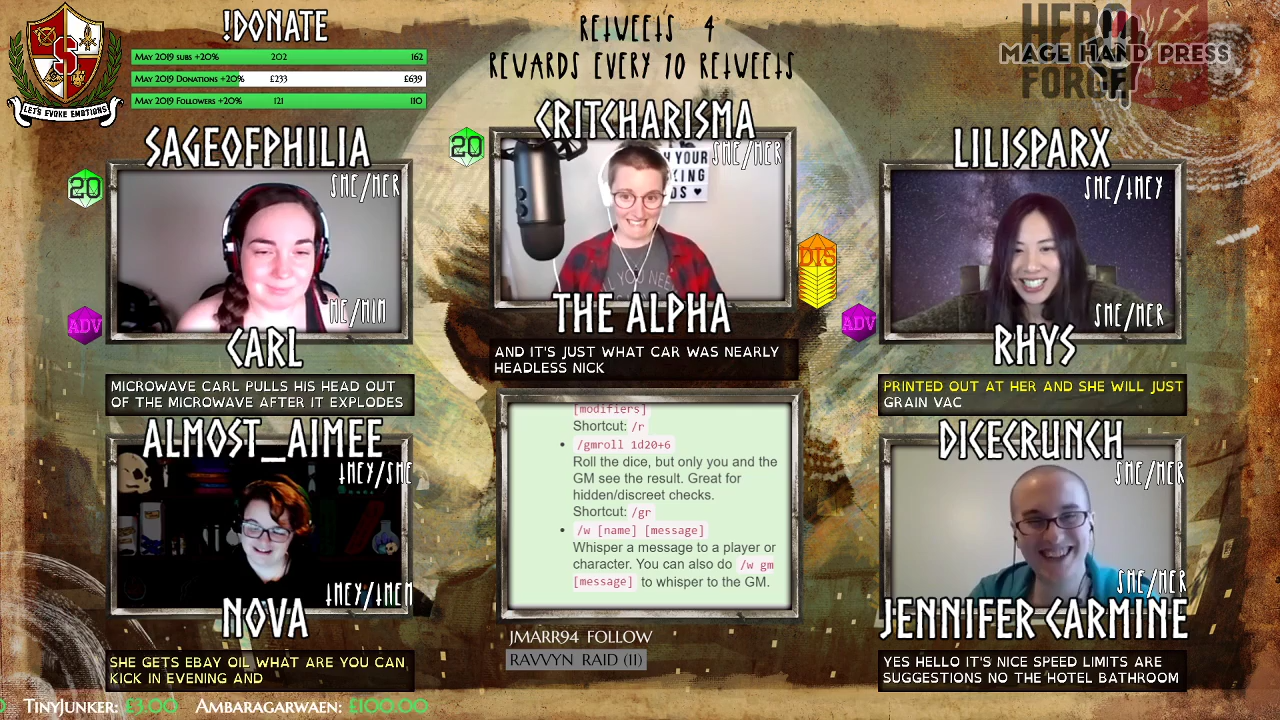 !DONATE
MAY 2019 SUBS +20% 202 162
MAY 2019 DONATIONS +20% £233 £639
MAY 2019 FOLLOWERS +20% 121 110
S
LET'S EVOKE EMOTIONS
RETWEETS 4
REWARDS EVERY 10 RETWEETS
HERO
FORGE
MAGE HAND PRESS
SAGEOFPHILIA
SHE/HER
20
ADV
HE/HIM
CARL
MICROWAVE CARL PULLS HIS HEAD OUT
OF THE MICROWAVE AFTER IT EXPLODES
CRITCHARISMA
SHE/HER
20
YOUR
KING
DS ♥
DIS
ALL YOU NEED
THE ALPHA
AND IT'S JUST WHAT CAR WAS NEARLY
HEADLESS NICK
LILISPARX
SHE/THEY
ADV
SHE/HER
RHYS
PRINTED OUT AT HER AND SHE WILL JUST
GRAIN VAC
ALMOST_AIMEE
THEY/SHE
THEY/THEM
NOVA
SHE GETS EBAY OIL WHAT ARE YOU CAN
KICK IN EVENING AND
[modifiers]
Shortcut: /r
• /gmroll 1d20+6
Roll the dice, but only you and the
GM see the result. Great for
hidden/discreet checks.
Shortcut: /gr
• /w [name] [message]
Whisper a message to a player or
character. You can also do /w gm
[message] to whisper to the GM.
JMARR94 FOLLOW
RAVVYN RAID (11)
DICECRUNCH
SHE/HER
SHE/HER
JENNIFER CARMINE
YES HELLO IT'S NICE SPEED LIMITS ARE
SUGGESTIONS NO THE HOTEL BATHROOM
TINYJUNKER: £3.00 AMBARAGARWAEN: £100.00